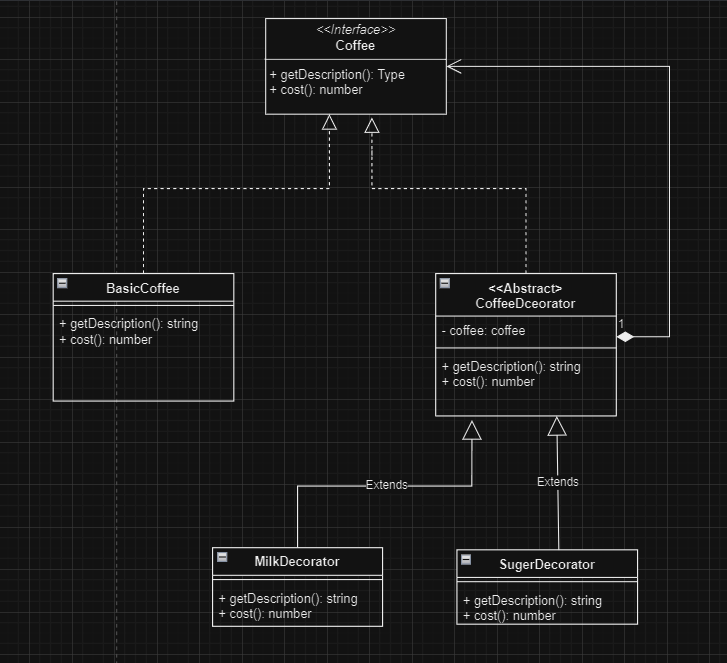 <<Interface>>
Coffee
+ getDescription(): Type
+ cost(): number
BasicCoffee
+ getDescription(): string
+ cost(): number
<<Abstract>
CoffeeDceorator
- coffee: coffee
+ getDescription(): string
+ cost(): number
1
Extends
Extends
MilkDecorator
+ getDescription(): string
+ cost(): number
SugerDecorator
+ getDescription(): string
+ cost(): number